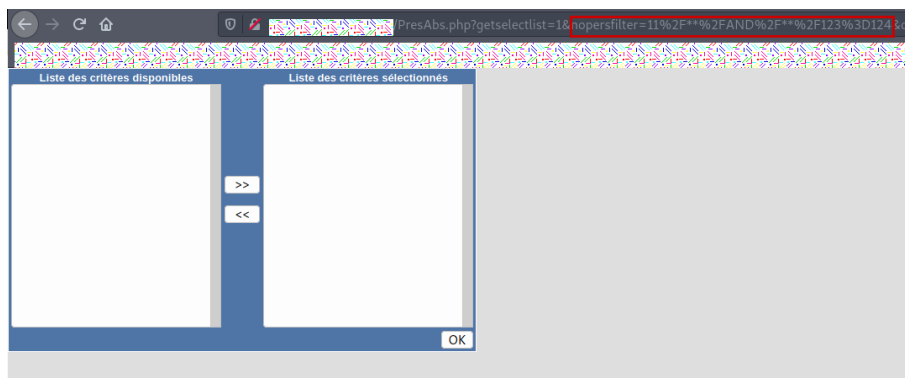 /PresAbs.php?getselectlist=1&nopersfilter=11%2F**%2FAND%2F**%2F123%3D124&c
Liste des critères disponibles Liste des critères sélectionnés
>>
<<
OK